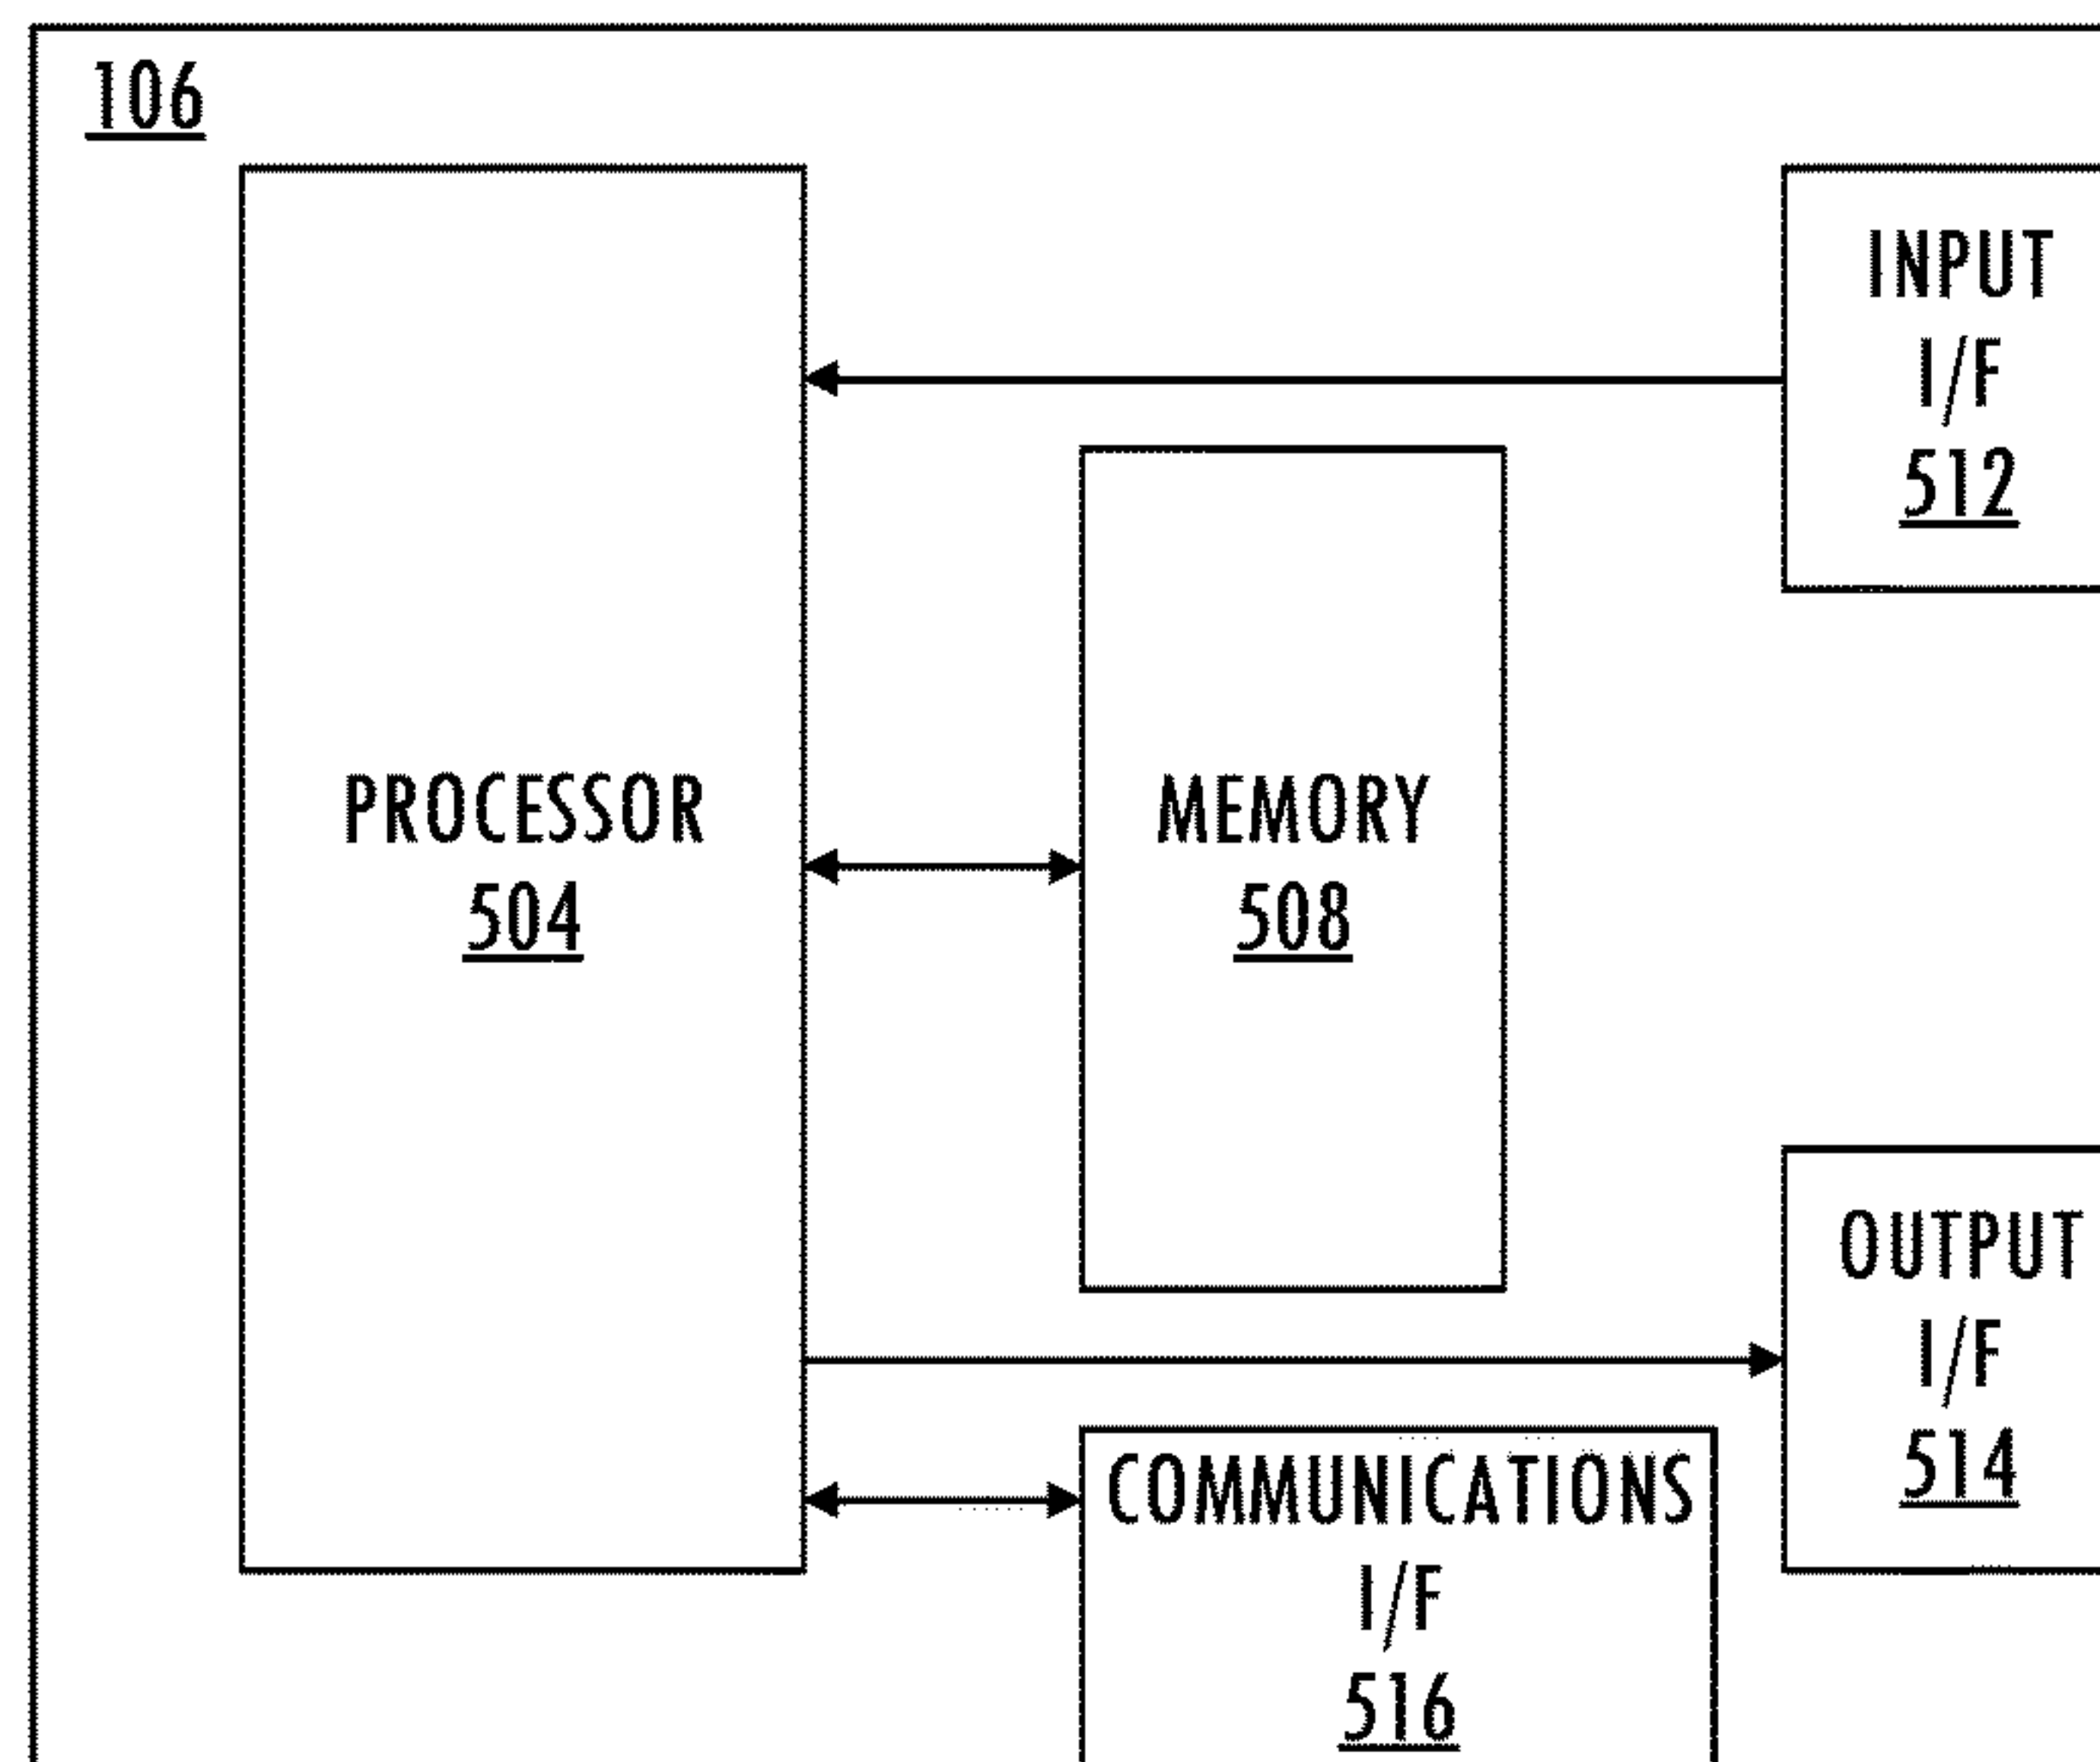 106
INPUT
I/F
512
PROCESSOR
504
MEMORY
508
OUTPUT
I/F
514
COMMUNICATIONS
I/F
516